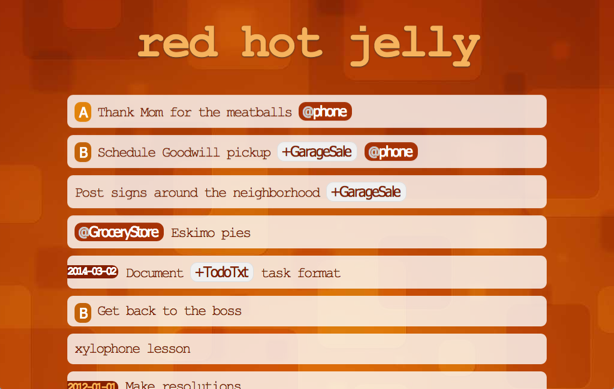 red hot jelly
A Thank Mom for the meatballs @phone
B Schedule Goodwill pickup +GarageSale @phone
Post signs around the neighborhood +GarageSale
@GroceryStore Eskimo pies
2014-03-02 Document +TodoTxt task format
B Get back to the boss
xylophone lesson
2012-01-01 Make resolutions